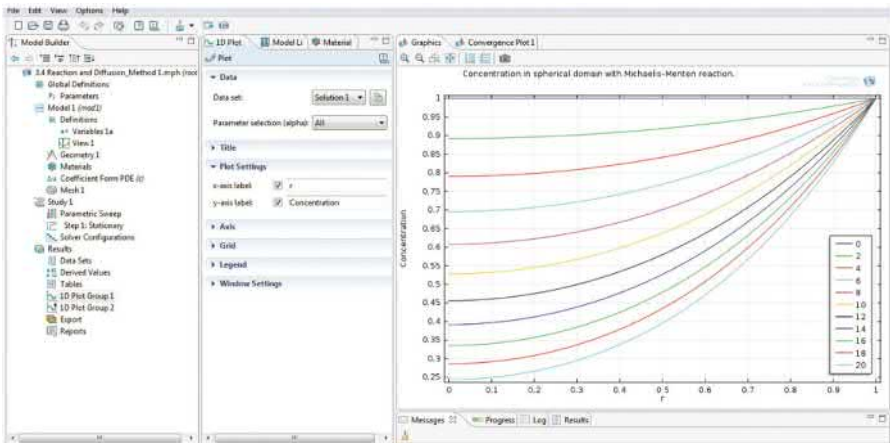 File Edit View Options Help
Model Builder
3.4 Reaction and Diffusion_Method 1.mph (root
Global Definitions
Parameters
Model 1 (mod1)
Definitions
Variables 1a
View 1
Geometry 1
Materials
Coefficient Form PDE (c)
Mesh 1
Study 1
Parametric Sweep
Step 1: Stationary
Solver Configurations
Results
Data Sets
Derived Values
Tables
1D Plot Group 1
1D Plot Group 2
Export
Reports
1D Plot Model Li Material
Plot
Data
Data set: Solution 1
Parameter selection (alpha): All
Title
Plot Settings
x-axis label: r
y-axis label: Concentration
Axis
Grid
Legend
Window Settings
Graphics Convergence Plot 1
Concentration in spherical domain with Michaelis-Menten reaction.
1
0.95
0.9
0.85
0.8
0.75
0.7
0.65
0.6
0.55
0.5
0.45
0.4
0.35
0.3
0.25
Concentration
0 0.1 0.2 0.3 0.4 0.5 0.6 0.7 0.8 0.9 1
r
0
2
4
6
8
10
12
14
16
18
20
Messages Progress Log Results